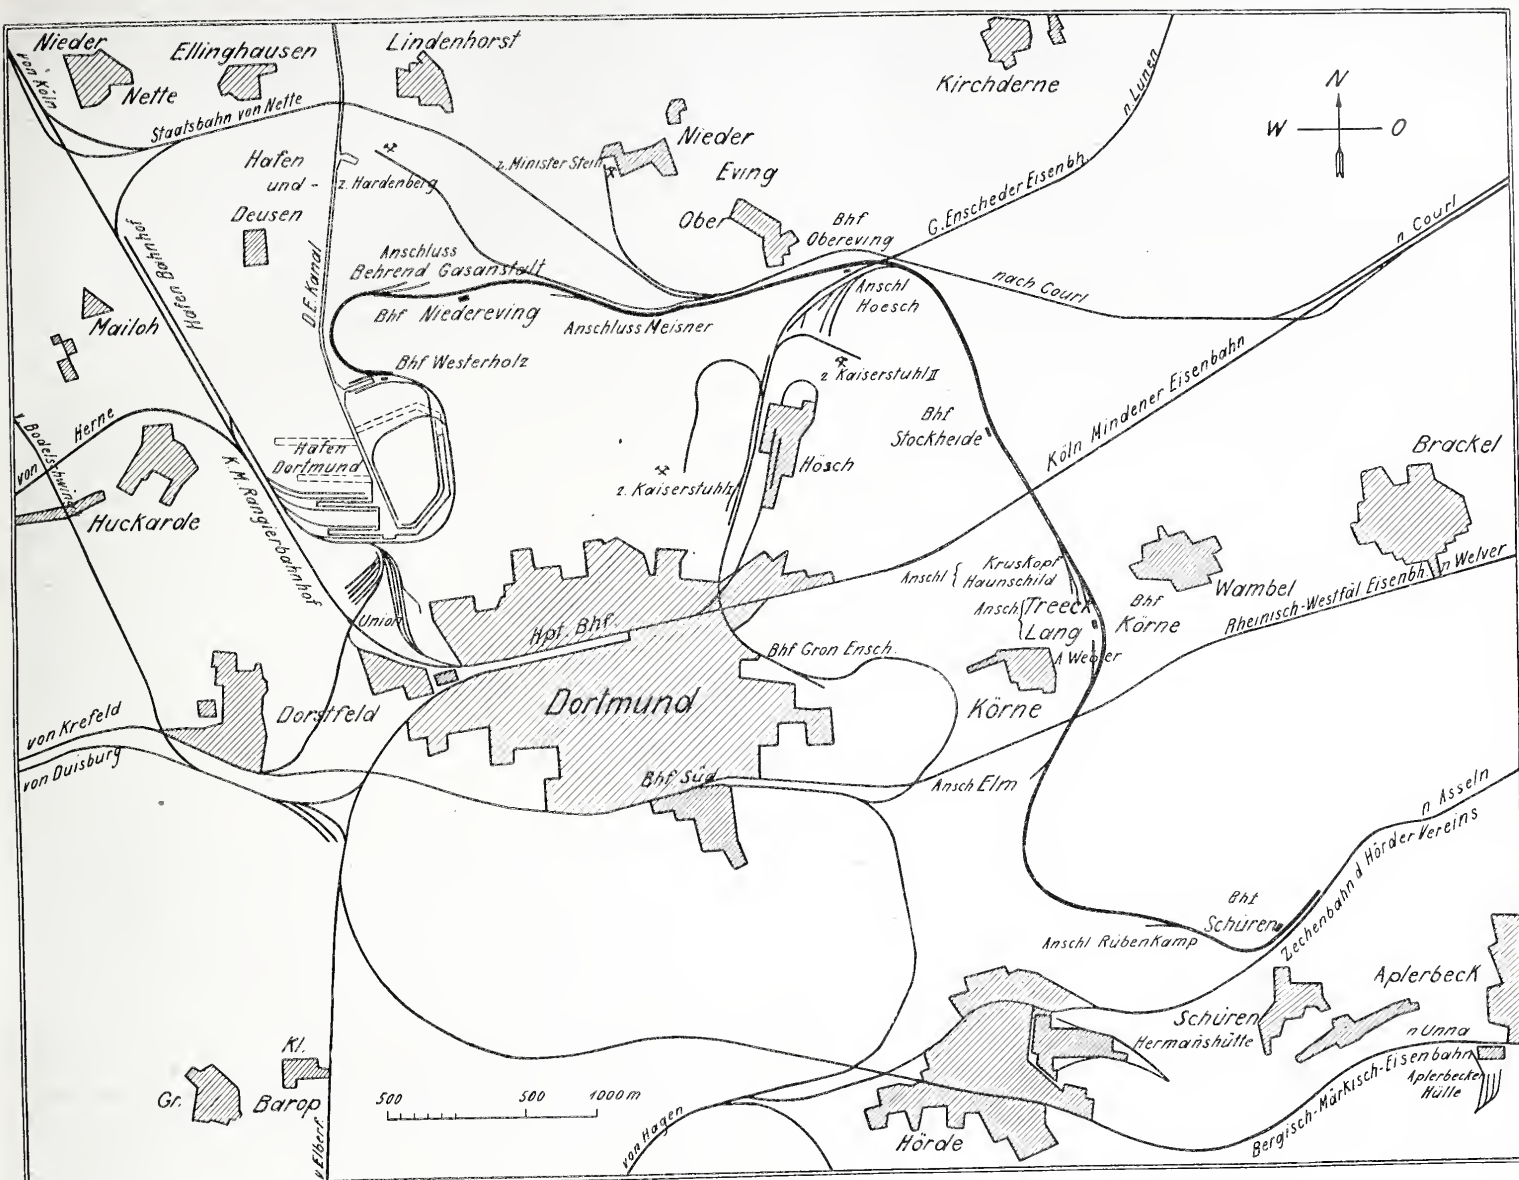 Nieder
Nette
Ellinghausen
Lindenhorst
Kirchderne
von Köln
Staatsbahn von Nette
n Lünen
N
W O
Hafen
und -
Deusen
z. Hardenberg
z. Minister Stein
Nieder
Eving
Ober
Bhf
Obereving
G. Enscheder Eisenbh.
n Courl
nach Courl
Hafen Bahnhof
D.E. Kanal
Anschluss
Behrend Gasanstalt
Bhf Niedereving
Anschluss Meisner
Anschl
Hoesch
Mailoh
Bhf Westerholz
z Kaiserstuhl II
Bhf
Stockheide
Köln Mindener Eisenbahn
von Herne
v. Bodelschwing
Huckarde
K.M. Rangierbahnhof
Hafen
Dortmund
z. Kaiserstuhl I
Hösch
Brackel
Anschl { Kruskopf
Haunschild
Wambel
Ansch { Treeck
Lang
Bhf
Körne
Rheinisch-Westfäl Eisenbh.
n Welver
Union
Hpt. Bhf.
Bhf Gron Ensch.
Körne
Dorstfeld
Dortmund
von Krefeld
von Duisburg
Bhf Süd
Ansch Elm
n Asseln
Zechenbahn d Hörder Vereins
Bhf
Schüren
Anschl Rübenkamp
Aplerbeck
Schüren
Hermanshütte
n Unna
Bergisch-Märkisch-Eisenbahn
Aplerbecker
Hütte
Kl.
Gr. Barop
v Elberf.
500 500 1000 m
von Hagen
Hörde